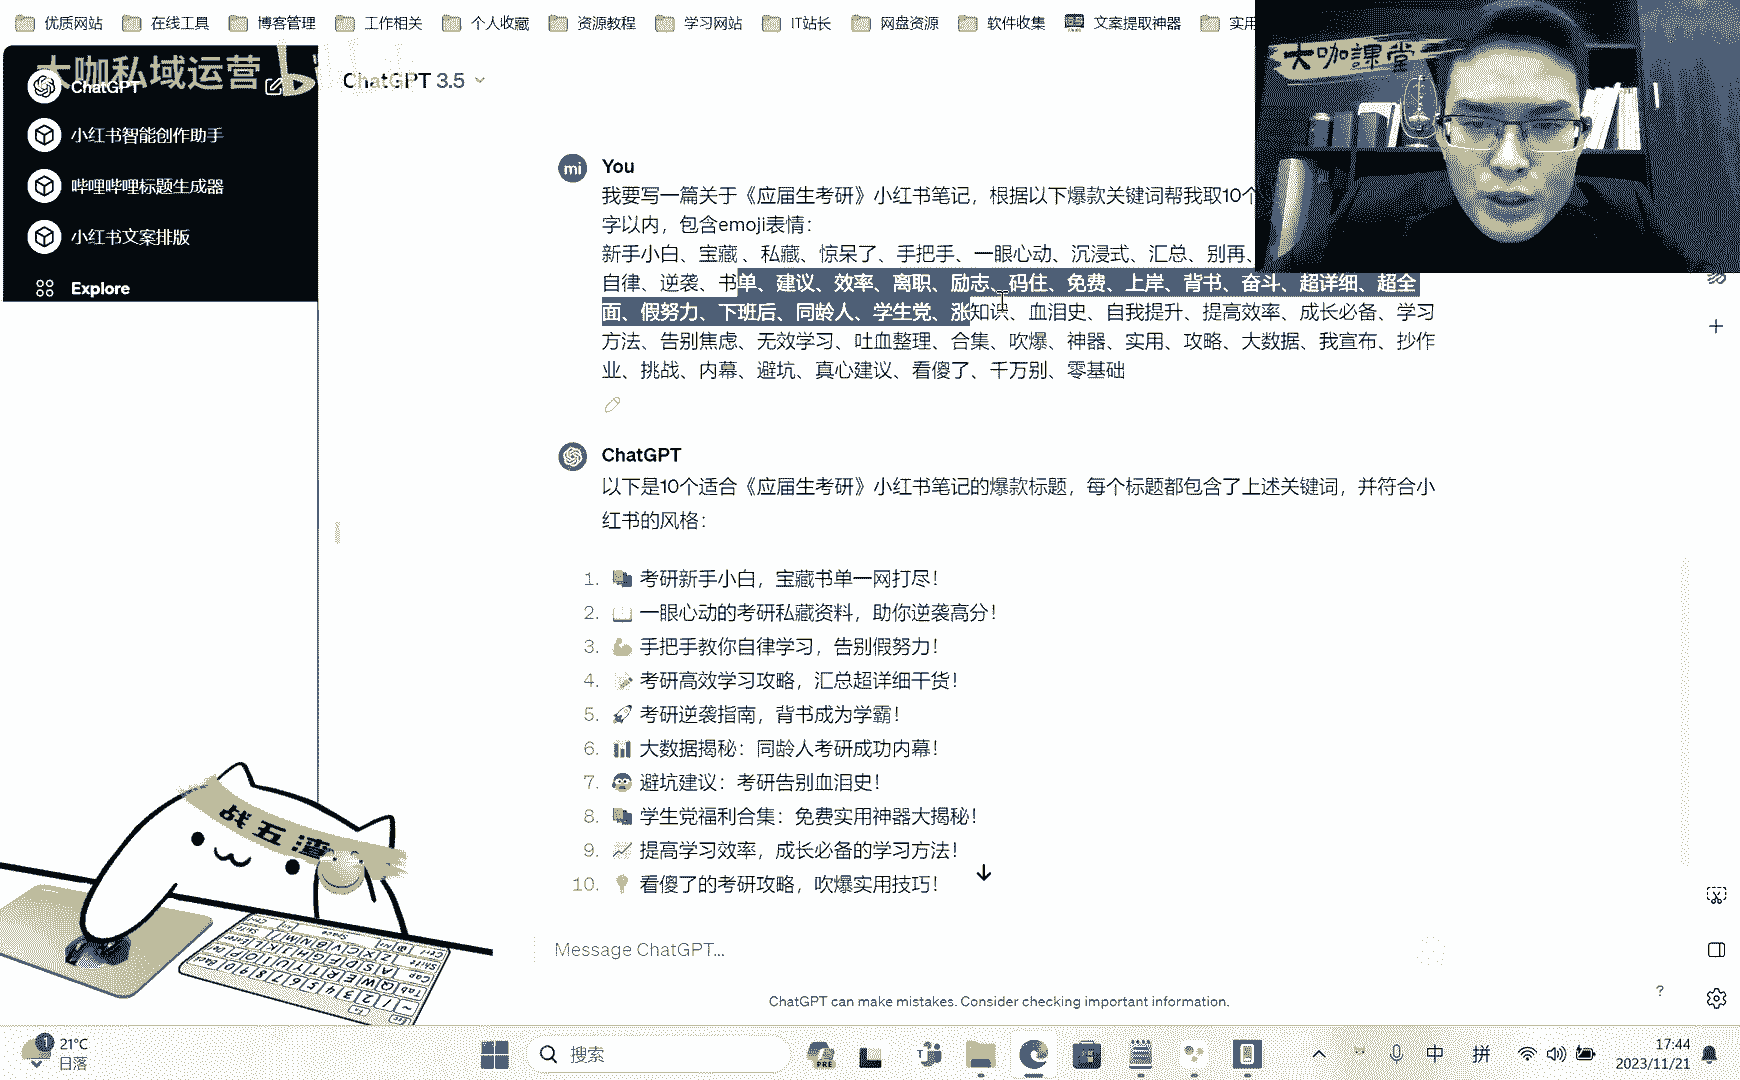 优质网站 在线工具 博客管理 工作相关 个人收藏 资源教程 学习网站 IT站长 网盘资源 软件收集 文案提取神器 实用
大咖私域运营
大咖課堂
ChatGPT
小红书智能创作助手
哔哩哔哩标题生成器
小红书文案排版
Explore
ChatGPT 3.5
mi You
我要写一篇关于《应届生考研》小红书笔记，根据以下爆款关键词帮我取10个
字以内，包含emoji表情：
新手小白、宝藏、私藏、惊呆了、手把手、一眼心动、沉浸式、汇总、别再、
自律、逆袭、书单、建议、效率、离职、励志、码住、免费、上岸、背书、奋斗、超详细、超全
面、假努力、下班后、同龄人、学生党、涨知识、血泪史、自我提升、提高效率、成长必备、学习
方法、告别焦虑、无效学习、吐血整理、合集、吹爆、神器、实用、攻略、大数据、我宣布、抄作
业、挑战、内幕、避坑、真心建议、看傻了、千万别、零基础
ChatGPT
以下是10个适合《应届生考研》小红书笔记的爆款标题，每个标题都包含了上述关键词，并符合小
红书的风格：
1. 考研新手小白，宝藏书单一网打尽！
2. 一眼心动的考研私藏资料，助你逆袭高分！
3. 手把手教你自律学习，告别假努力！
4. 考研高效学习攻略，汇总超详细干货！
5. 考研逆袭指南，背书成为学霸！
6. 大数据揭秘：同龄人考研成功内幕！
7. 避坑建议：考研告别血泪史！
8. 学生党福利合集：免费实用神器大揭秘！
9. 提高学习效率，成长必备的学习方法！
10. 看傻了的考研攻略，吹爆实用技巧！
战五渣
Message ChatGPT...
ChatGPT can make mistakes. Consider checking important information.
?
1 21°C
日落
搜索
PRE
中 拼
17:44
2023/11/21